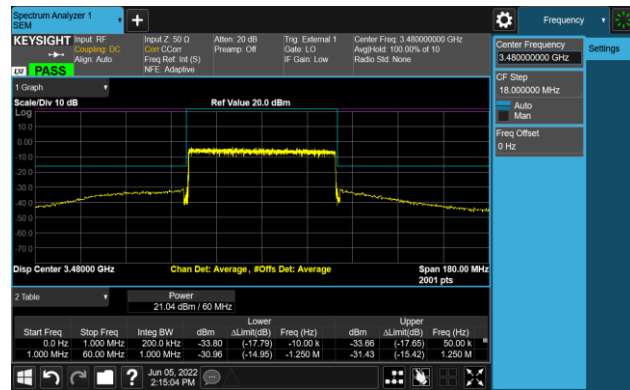 Spectrum Analyzer 1
SEM
Frequency
KEYSIGHT
Input: RF
Coupling: DC
Align: Auto
Input Z: 50 Ω
Corr CCorr
Freq Ref: Int (S)
NFE: Adaptive
Atten: 20 dB
Preamp: Off
Trig: External 1
Gate: LO
IF Gain: Low
Center Freq: 3.480000000 GHz
Avg|Hold: 100.00% of 10
Radio Std: None
LXI PASS
1 Graph
Scale/Div 10 dB
Ref Value 20.0 dBm
Log
10.0
0.00
-10.0
-20.0
-30.0
-40.0
-50.0
-60.0
-70.0
Disp Center 3.48000 GHz
Chan Det: Average , #Offs Det: Average
Span 180.00 MHz
2001 pts
2 Table
Power
21.04 dBm / 60 MHz
Lower Upper
Start Freq Stop Freq Integ BW dBm ΔLimit(dB) Freq (Hz) dBm ΔLimit(dB) Freq (Hz)
0.0 Hz 1.000 MHz 200.0 kHz -33.80 (-17.79) -10.00 k -33.66 (-17.65) 50.00 k
1.000 MHz 60.00 MHz 1.000 MHz -30.96 (-14.95) -1.250 M -31.43 (-15.42) 1.250 M
Jun 05, 2022
2:15:04 PM
Center Frequency
3.480000000 GHz
Settings
CF Step
18.000000 MHz
Auto
Man
Freq Offset
0 Hz